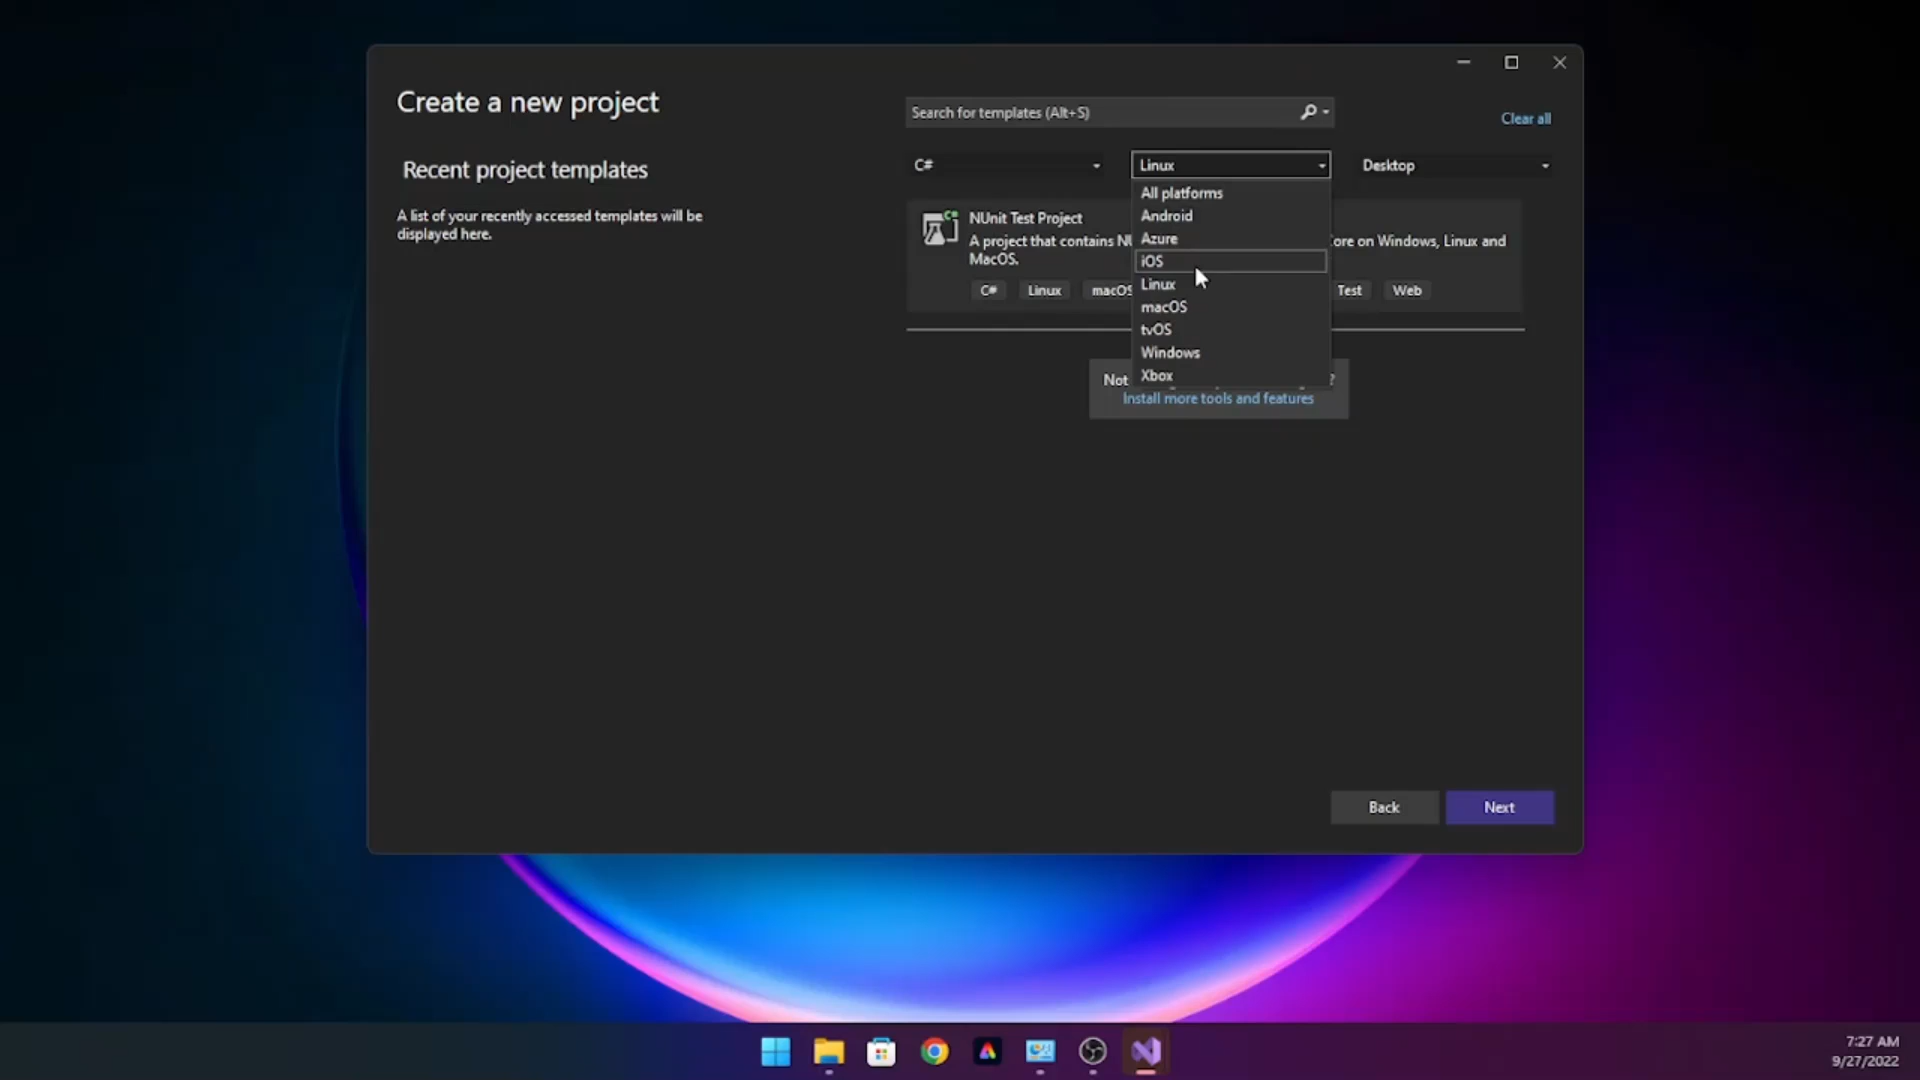 Create a new project
Search for templates (Alt+S)
Clear all
Recent project templates
A list of your recently accessed templates will be
displayed here.
C#
Linux
Desktop
All platforms
Android
Azure
iOS
Linux
macOS
tvOS
Windows
Xbox
NUnit Test Project
A project that contains NU
ore on Windows, Linux and
MacOS.
C#
Linux
macOS
Test
Web
Not
?
Install more tools and features
Back
Next
7:27 AM
9/27/2022